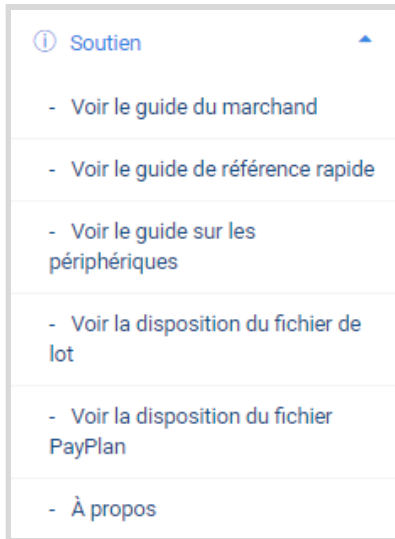 Soutien
- Voir le guide du marchand
- Voir le guide de référence rapide
- Voir le guide sur les
périphériques
- Voir la disposition du fichier de
lot
- Voir la disposition du fichier
PayPlan
- À propos